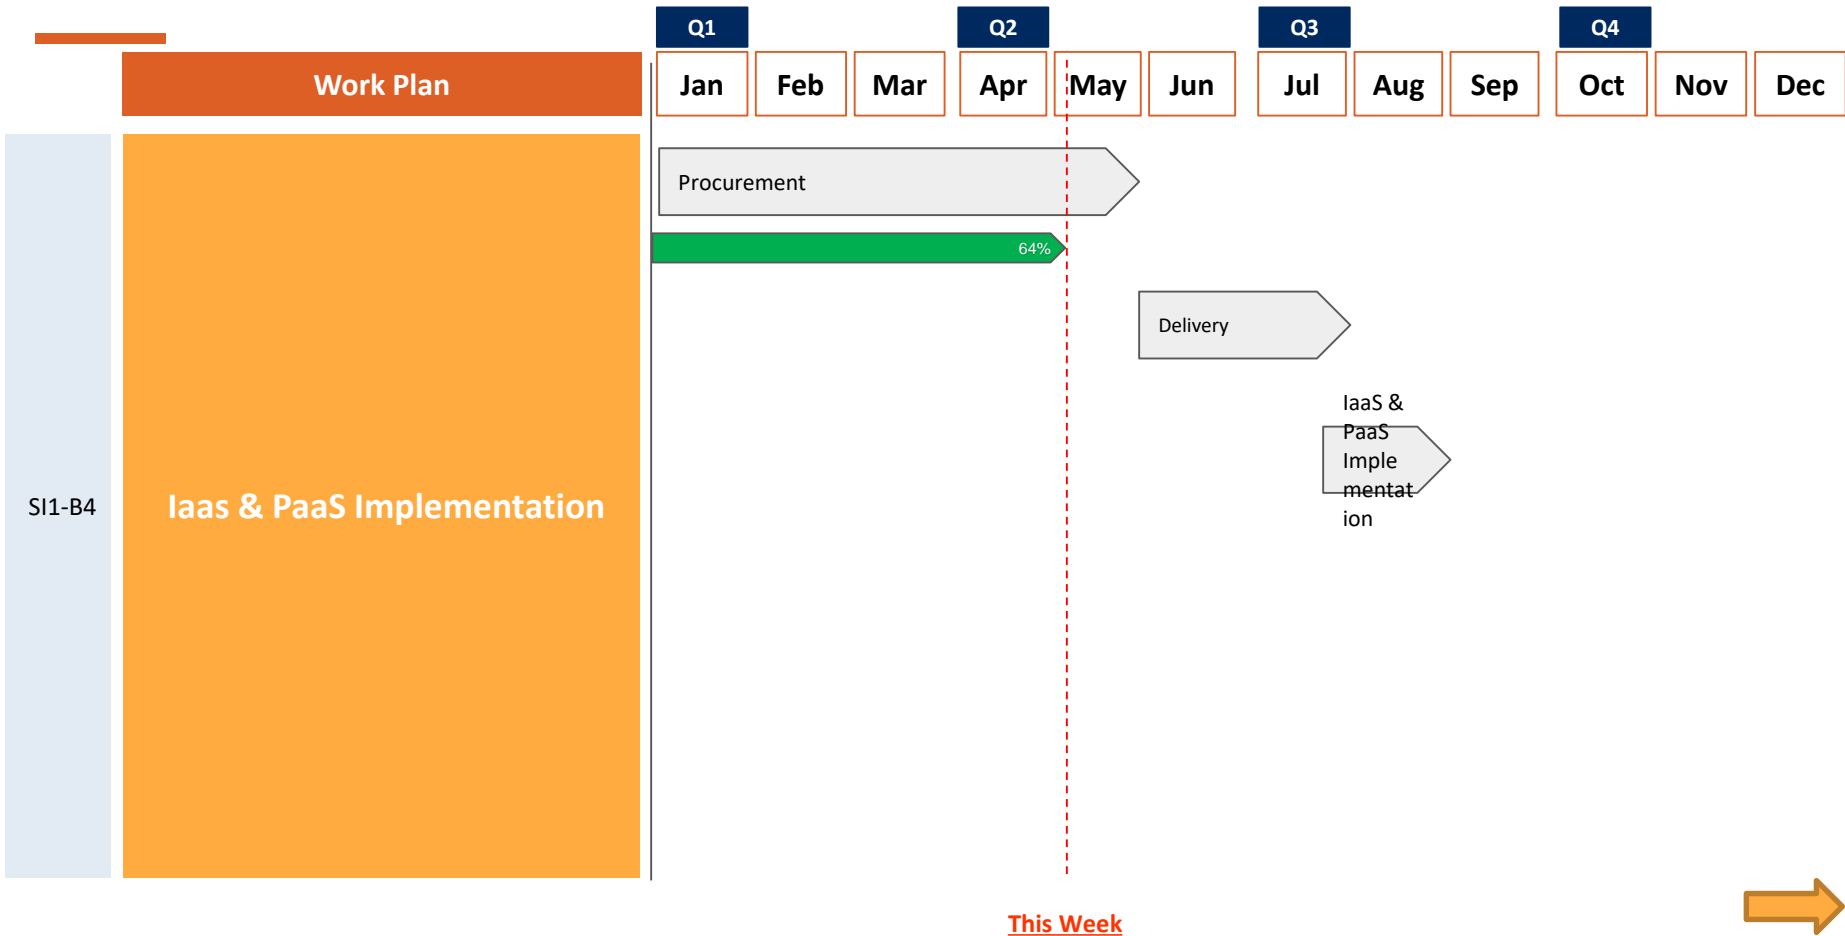 Q1 Q2 Q3 Q4
Work Plan Jan Feb Mar Apr May Jun Jul Aug Sep Oct Nov Dec
Procurement
64%
Delivery
IaaS &
PaaS
Imple
mentat
ion
SI1-B4
Iaas & PaaS Implementation
This Week